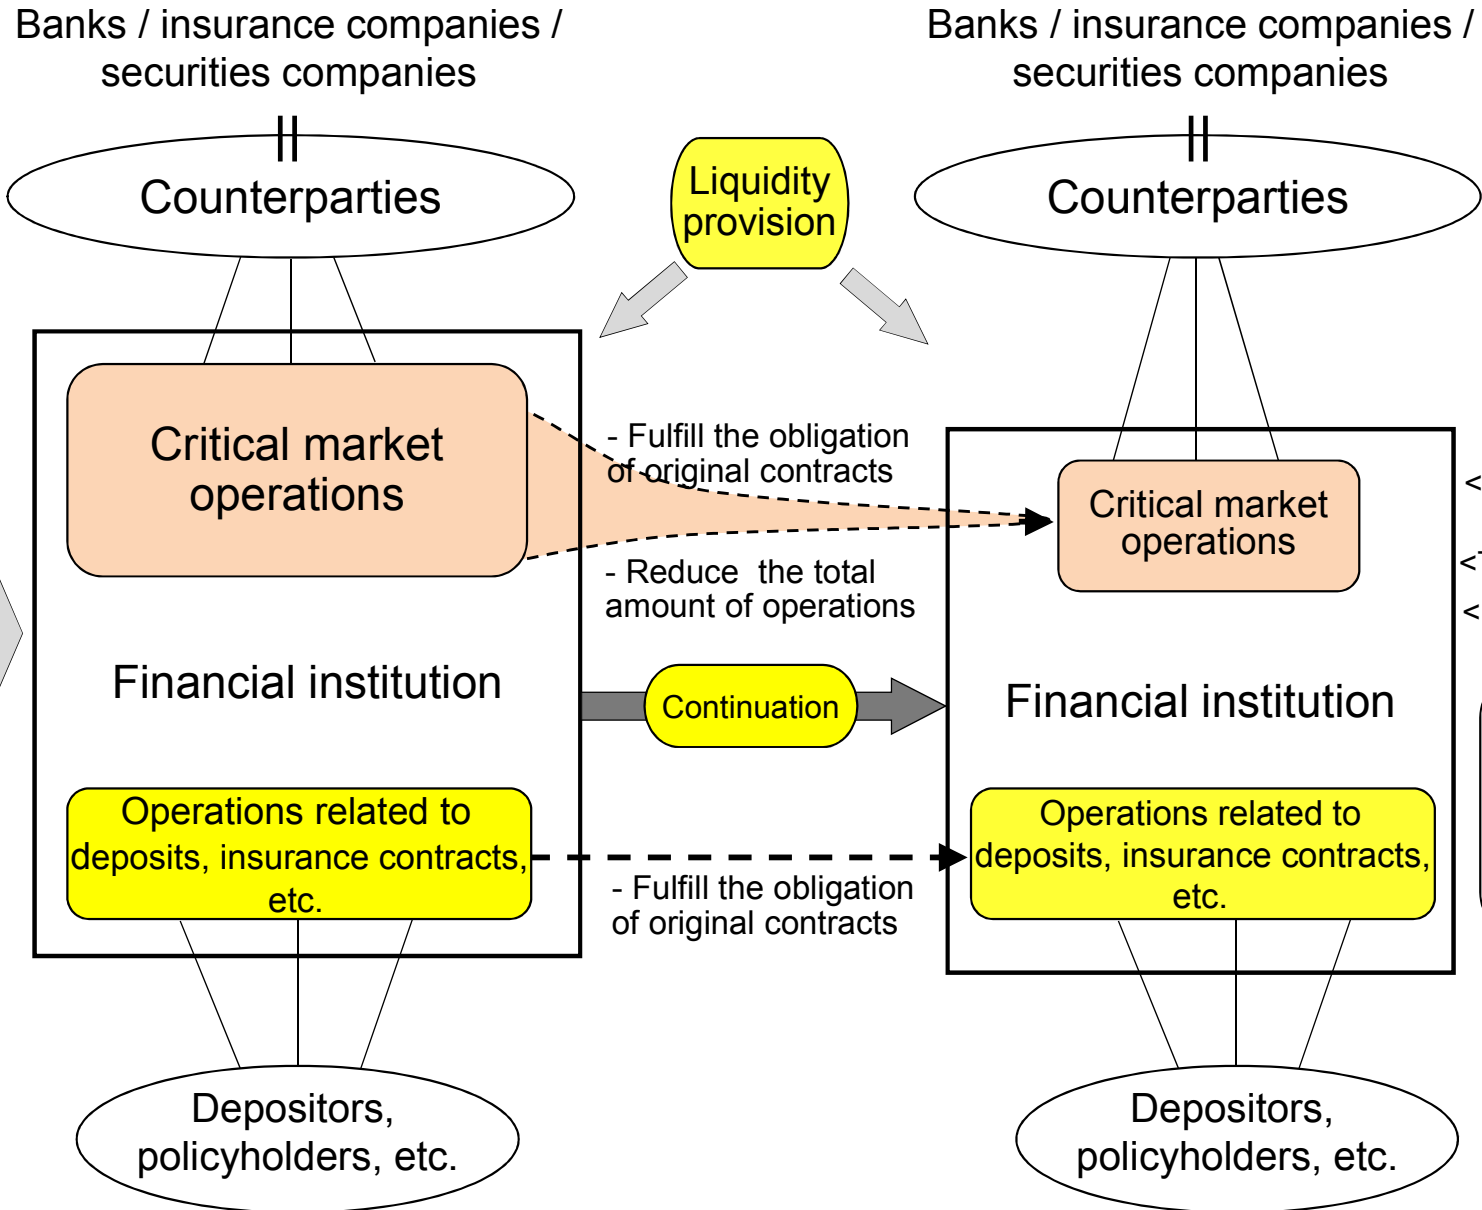 Banks / insurance companies /
securities companies
Banks / insurance companies /
securities companies
Counterparties
Liquidity
provision
Counterparties
Critical market
operations
- Fulfill the obligation
of original contracts
Critical market
operations
<
<
<
- Reduce  the total
amount of operations
Financial institution
Continuation
Financial institution
Operations related to
deposits, insurance contracts,
etc.
- Fulfill the obligation
of original contracts
Operations related to
deposits, insurance contracts,
etc.
Depositors,
policyholders, etc.
Depositors,
policyholders, etc.